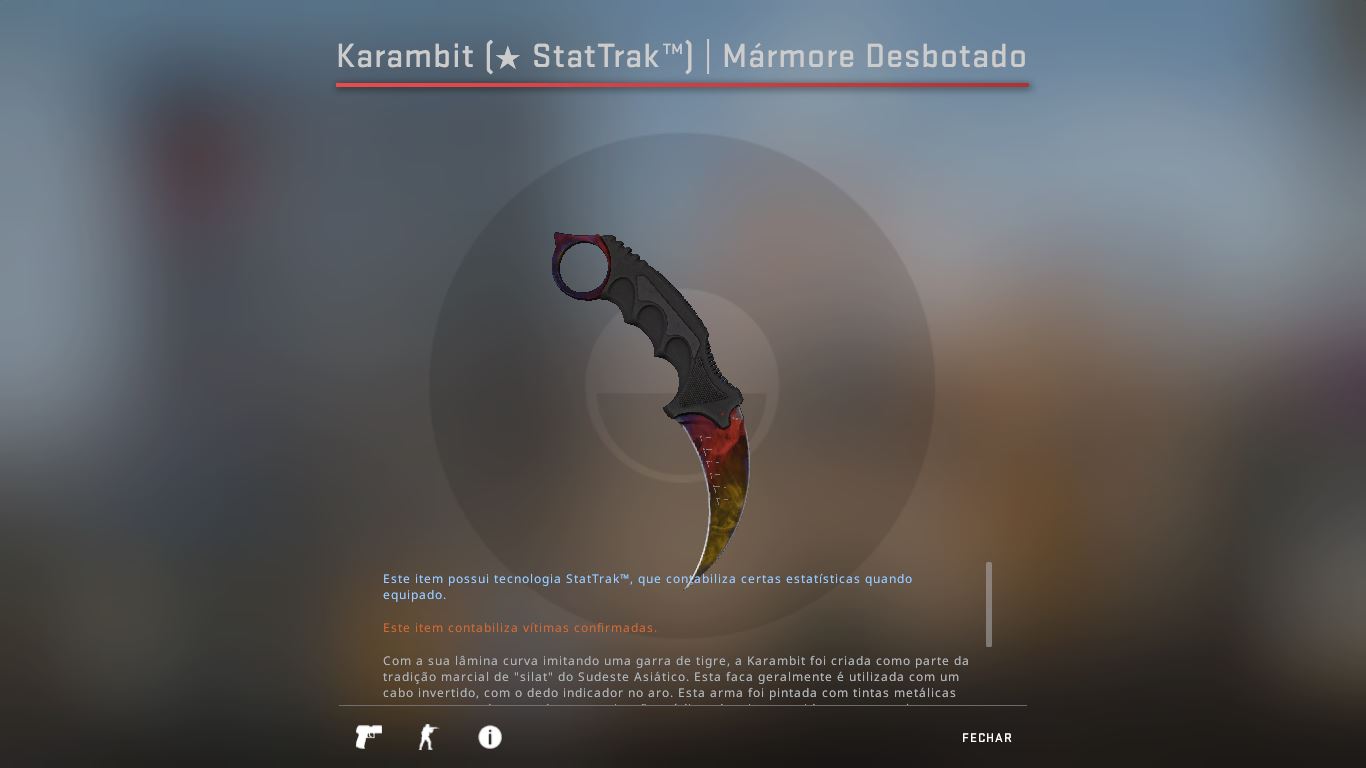 Karambit (★ StatTrak™) | Mármore Desbotado
Este item possui tecnologia StatTrak™, que contabiliza certas estatísticas quando
equipado.
Este item contabiliza vítimas confirmadas.
Com a sua lâmina curva imitando uma garra de tigre, a Karambit foi criada como parte da
tradição marcial de "silat" do Sudeste Asiático. Esta faca geralmente é utilizada com um
cabo invertido, com o dedo indicador no aro. Esta arma foi pintada com tintas metálicas
FECHAR